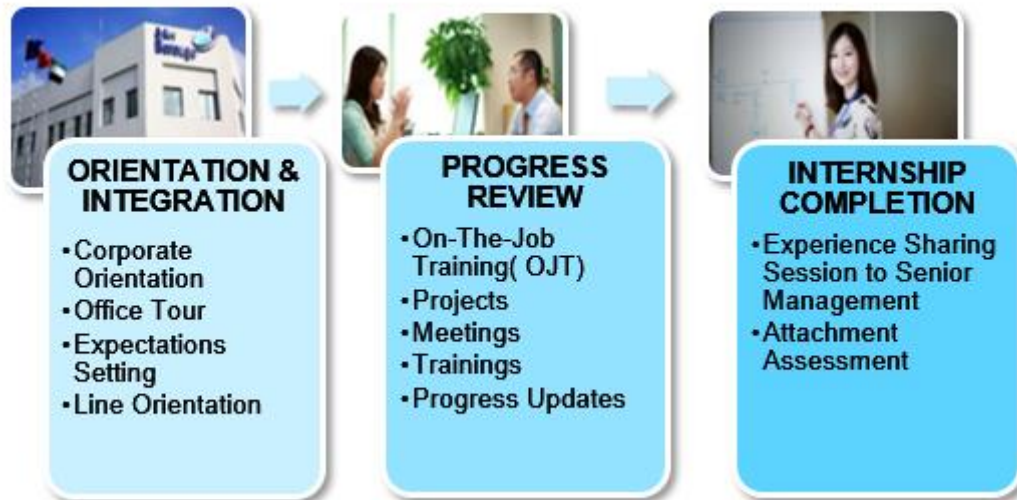 Borouge
ORIENTATION &
INTEGRATION
•Corporate
Orientation
•Office Tour
•Expectations
Setting
•Line Orientation
PROGRESS
REVIEW
•On-The-Job
Training( OJT)
•Projects
•Meetings
•Trainings
•Progress Updates
INTERNSHIP
COMPLETION
•Experience Sharing
Session to Senior
Management
•Attachment
Assessment